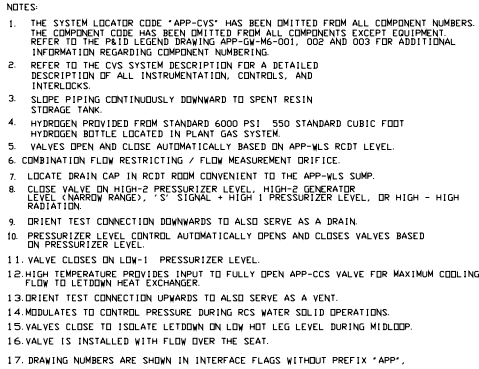 NOTES:
1. THE SYSTEM LOCATOR CODE "APP-CVS" HAS BEEN OMITTED FROM ALL COMPONENT NUMBERS.
THE COMPONENT CODE HAS BEEN OMITTED FROM ALL COMPONENTS EXCEPT EQUIPMENT.
REFER TO THE P&ID LEGEND DRAWING APP-GW-M6-001, 002 AND 003 FOR ADDITIONAL
INFORMATION REGARDING COMPONENT NUMBERING.
2. REFER TO THE CVS SYSTEM DESCRIPTION FOR A DETAILED
DESCRIPTION OF ALL INSTRUMENTATION, CONTROLS, AND
INTERLOCKS.
3. SLOPE PIPING CONTINUOUSLY DOWNWARD TO SPENT RESIN
STORAGE TANK.
4. HYDROGEN PROVIDED FROM STANDARD 6000 PSI 550 STANDARD CUBIC FOOT
HYDROGEN BOTTLE LOCATED IN PLANT GAS SYSTEM.
5. VALVES OPEN AND CLOSE AUTOMATICALLY BASED ON APP-WLS RCDT LEVEL.
6. COMBINATION FLOW RESTRICTING / FLOW MEASUREMENT ORIFICE.
7. LOCATE DRAIN CAP IN RCDT ROOM CONVENIENT TO THE APP-WLS SUMP.
8. CLOSE VALVE ON HIGH-2 PRESSURIZER LEVEL, HIGH-2 GENERATOR
LEVEL (NARROW RANGE), 'S' SIGNAL + HIGH 1 PRESSURIZER LEVEL, OR HIGH - HIGH
RADIATION.
9. ORIENT TEST CONNECTION DOWNWARDS TO ALSO SERVE AS A DRAIN.
10. PRESSURIZER LEVEL CONTROL AUTOMATICALLY OPENS AND CLOSES VALVES BASED
ON PRESSURIZER LEVEL.
11. VALVE CLOSES ON LOW-1 PRESSURIZER LEVEL.
12. HIGH TEMPERATURE PROVIDES INPUT TO FULLY OPEN APP-CCS VALVE FOR MAXIMUM COOLING
FLOW TO LETDOWN HEAT EXCHANGER.
13. ORIENT TEST CONNECTION UPWARDS TO ALSO SERVE AS A VENT.
14. MODULATES TO CONTROL PRESSURE DURING RCS WATER SOLID OPERATIONS.
15. VALVES CLOSE TO ISOLATE LETDOWN ON LOW HOT LEG LEVEL DURING MIDLOOP.
16. VALVE IS INSTALLED WITH FLOW OVER THE SEAT.
17. DRAWING NUMBERS ARE SHOWN IN INTERFACE FLAGS WITHOUT PREFIX "APP",